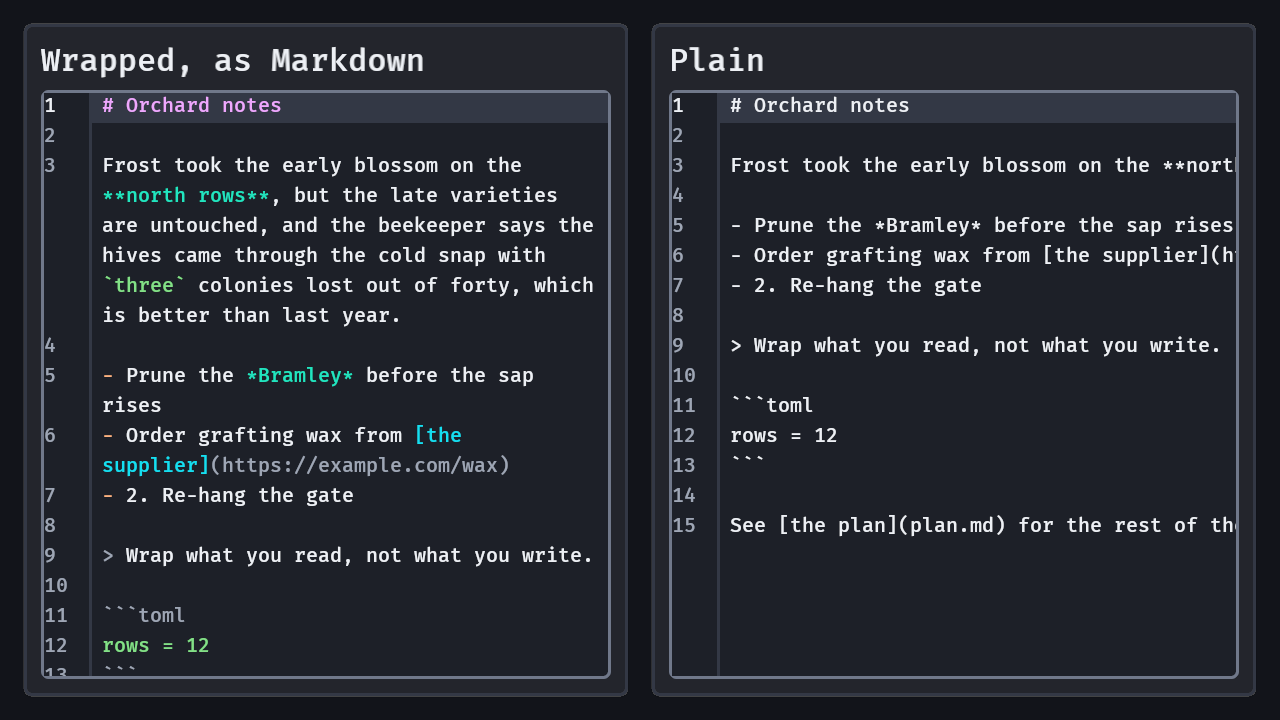 Wrapped, as Markdown
1 # Orchard notes
2
3 Frost took the early blossom on the
**north rows**, but the late varieties
are untouched, and the beekeeper says the
hives came through the cold snap with
`three` colonies lost out of forty, which
is better than last year.
4
5 - Prune the *Bramley* before the sap
rises
6 - Order grafting wax from [the
supplier](https://example.com/wax)
7 - 2. Re-hang the gate
8
9 > Wrap what you read, not what you write.
10
11 ```toml
12 rows = 12
13 ```
Plain
1 # Orchard notes
2
3 Frost took the early blossom on the **north
4
5 - Prune the *Bramley* before the sap rises
6 - Order grafting wax from [the supplier](ht
7 - 2. Re-hang the gate
8
9 > Wrap what you read, not what you write.
10
11 ```toml
12 rows = 12
13 ```
14
15 See [the plan](plan.md) for the rest of the